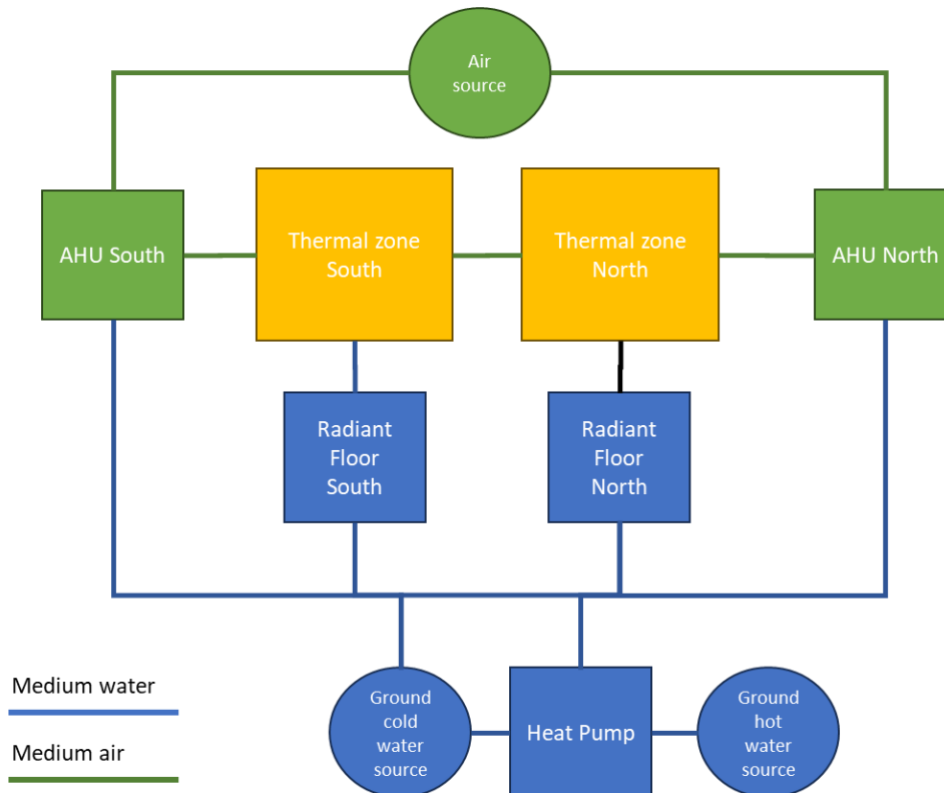 Air
source
AHU South
Thermal zone
South
Thermal zone
North
AHU North
Radiant
Floor
South
Radiant
Floor
North
Medium water
Medium air
Ground
cold
water
source
Heat Pump
Ground
hot
water
source